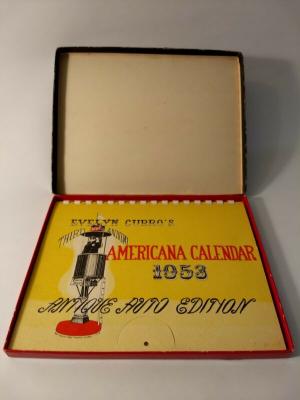 EVELYN CURRO'S
THIRD ANNUAL
AMERICANA CALENDAR
1953
ANTIQUE AUTO EDITION